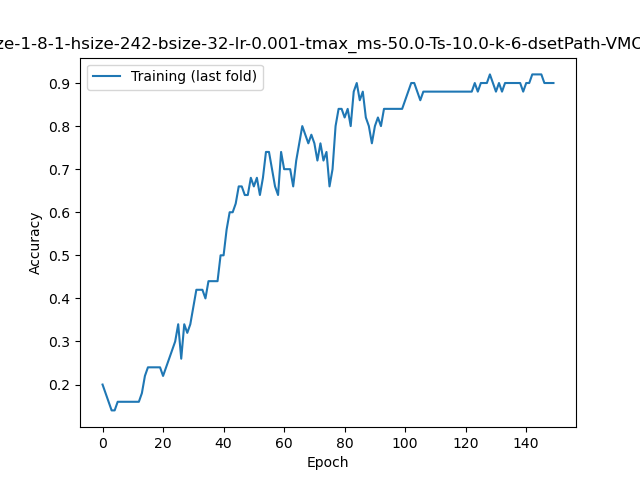 ze-1-8-1-hsize-242-bsize-32-lr-0.001-tmax_ms-50.0-Ts-10.0-k-6-dsetPath-VMC
Training (last fold)
0.9
0.8
0.7
0.6
0.5
0.4
0.3
0.2
Accuracy
0 20 40 60 80 100 120 140
Epoch